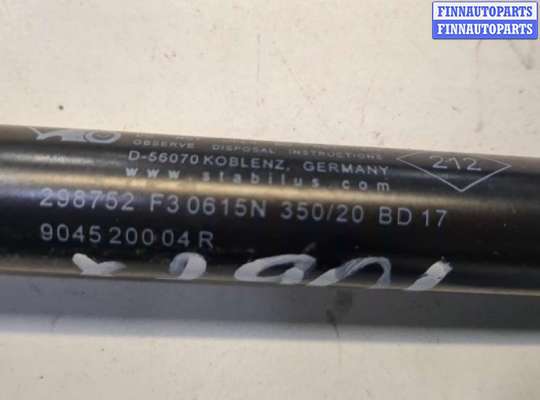 FINNAUTOPARTS
FINNAUTOPARTS
OBSERVE DISPOSAL INSTRUCTIONS
D-56070 KOBLENZ, GERMANY
www.stabilus.com
212
298752 F3 0615N 350/20 BD 17
9045 200 04 R